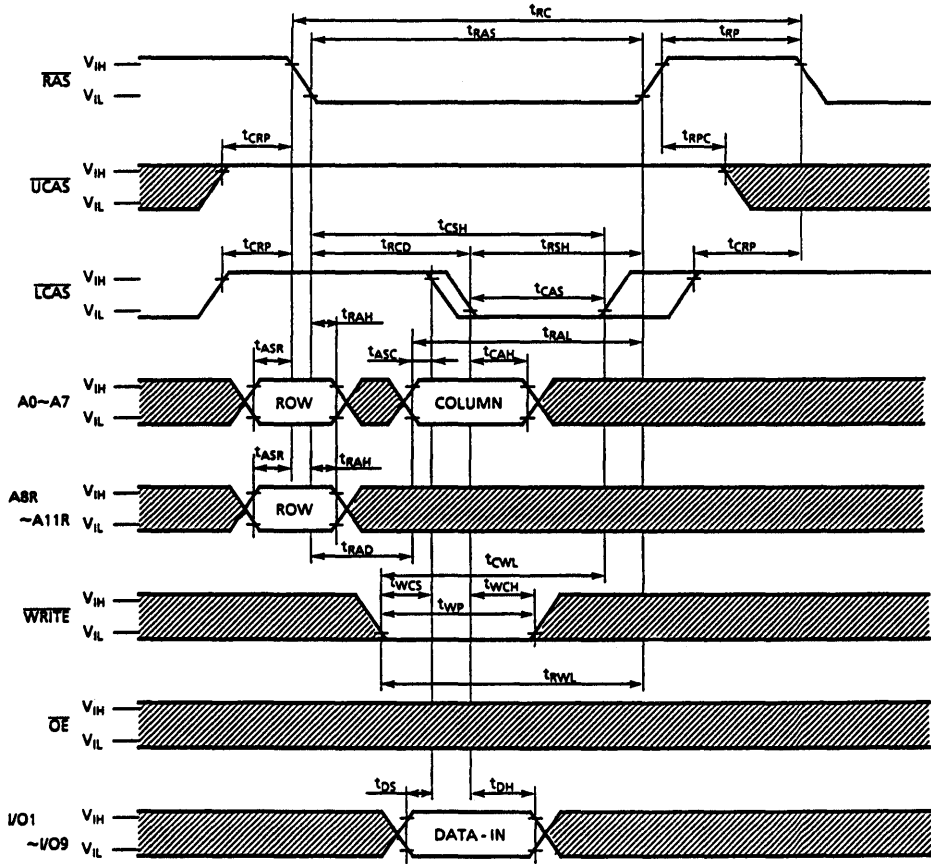 tRC
tRAS tRP
VIH
RAS
VIL
tCRP tRPC
VIH
UCAS
VIL
tCSH
tCRP tRCD tRSH tCRP
VIH
LCAS
tCAS
VIL
tRAH
tRAL
tASR tASC tCAH
VIH
A0~A7 ROW COLUMN
VIL
tASR tRAH
A8R VIH
ROW
~A11R VIL
tRAD
tCWL
tWCS tWCH
VIH
tWP
WRITE
VIL
tRWL
VIH
OE
VIL
tDS tDH
I/O1 VIH
DATA - IN
~I/O9 VIL